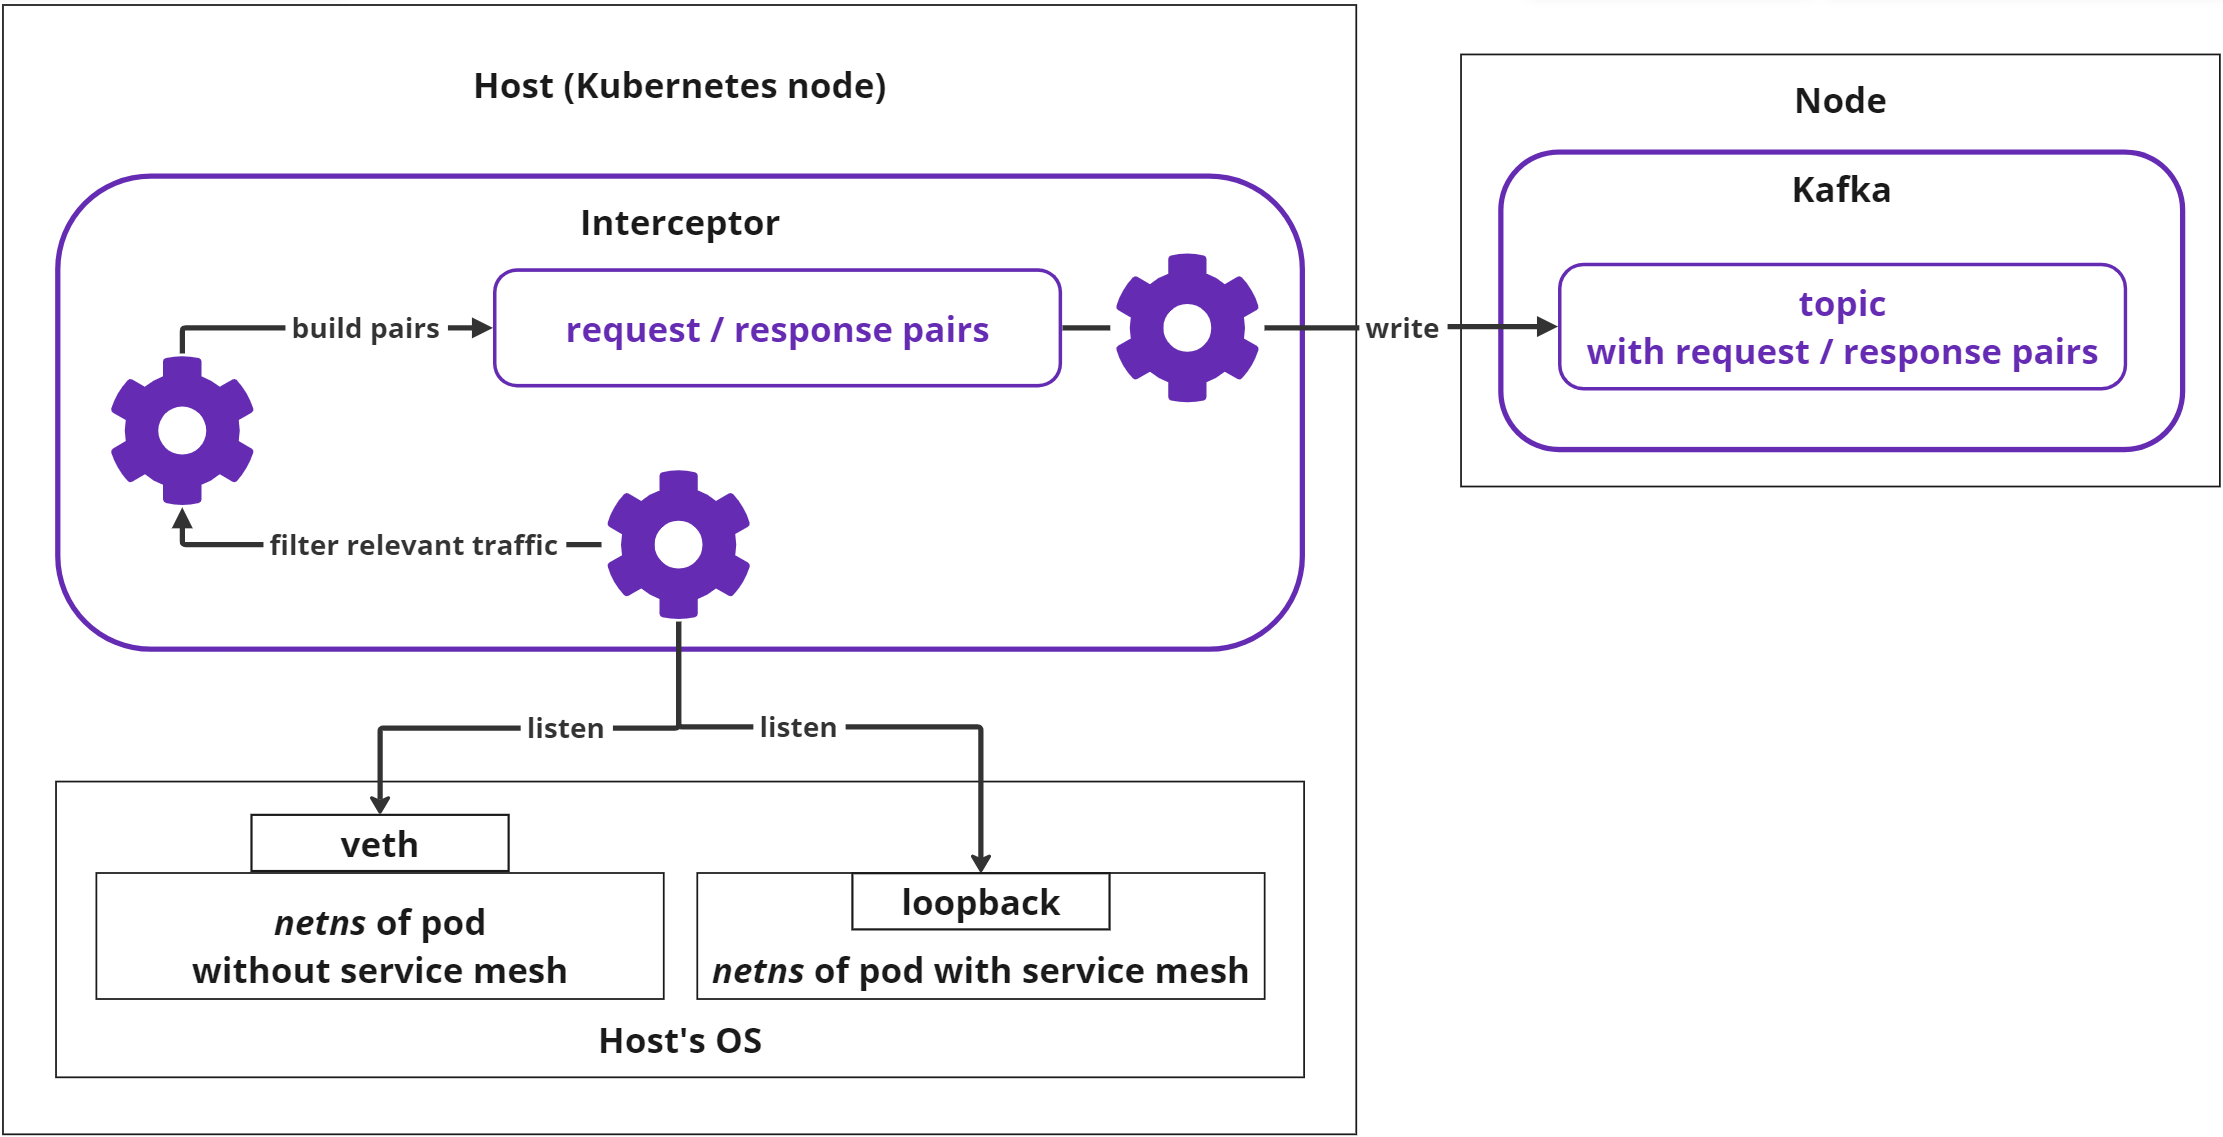 Host (Kubernetes node)
Node
Kafka
Interceptor
build pairs
request / response pairs
write
topic
with request / response pairs
filter relevant traffic
listen
listen
veth
netns of pod
without service mesh
loopback
netns of pod with service mesh
Host's OS